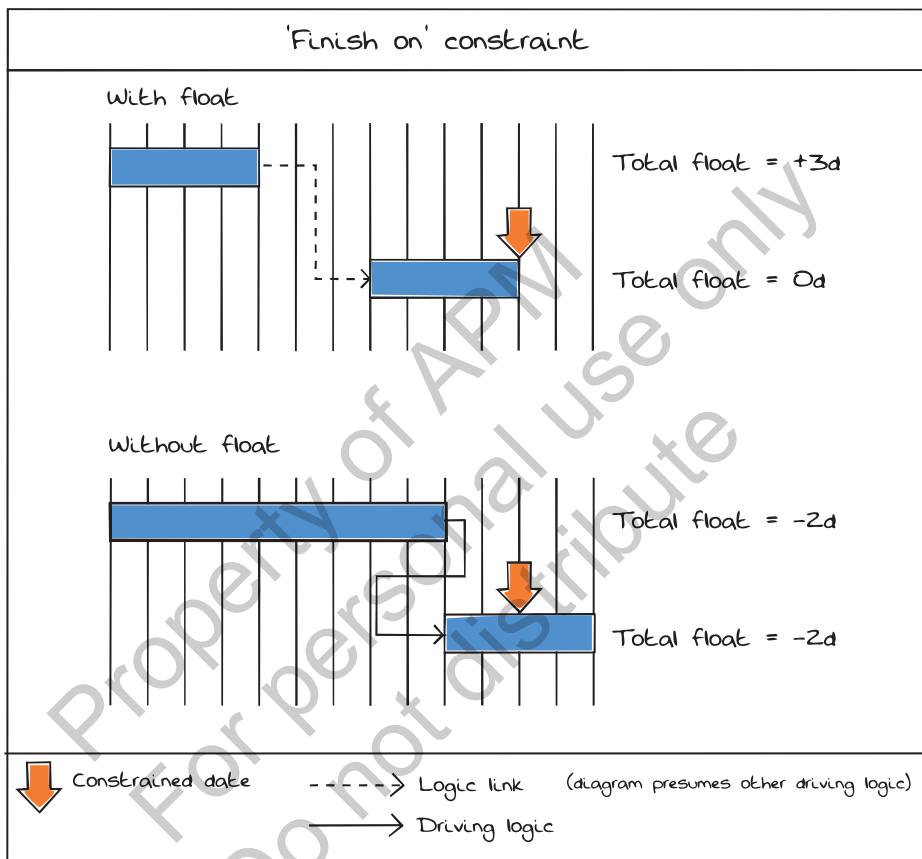 'Finish on' constraint
With float
Total float = +3d
Total float = 0d
Without float
Total float = -2d
Total float = -2d
Constrained date
Logic link (diagram presumes other driving logic)
Driving logic
Property of APM
For personal use only
Do not distribute